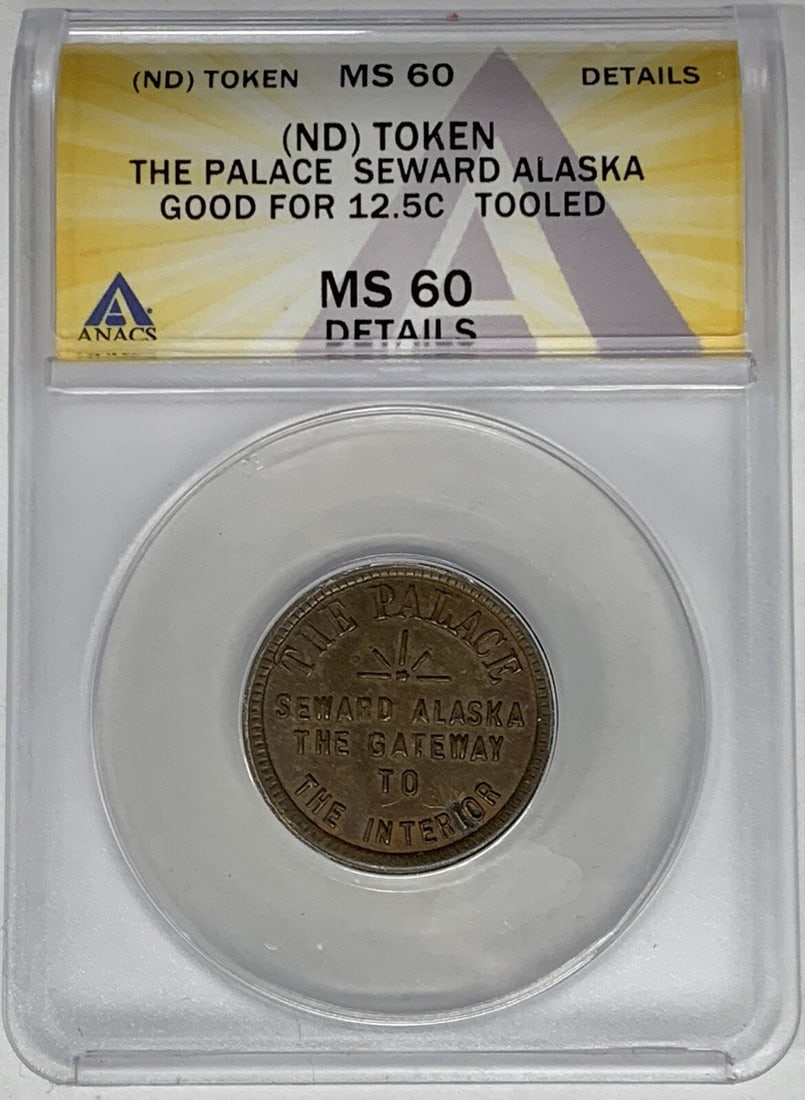 (ND) TOKEN MS 60 DETAILS
(ND) TOKEN
THE PALACE SEWARD ALASKA
GOOD FOR 12.5C TOOLED
MS 60
DETAILS
ANACS
THE PALACE
SEWARD ALASKA
THE GATEWAY
TO
THE INTERIOR